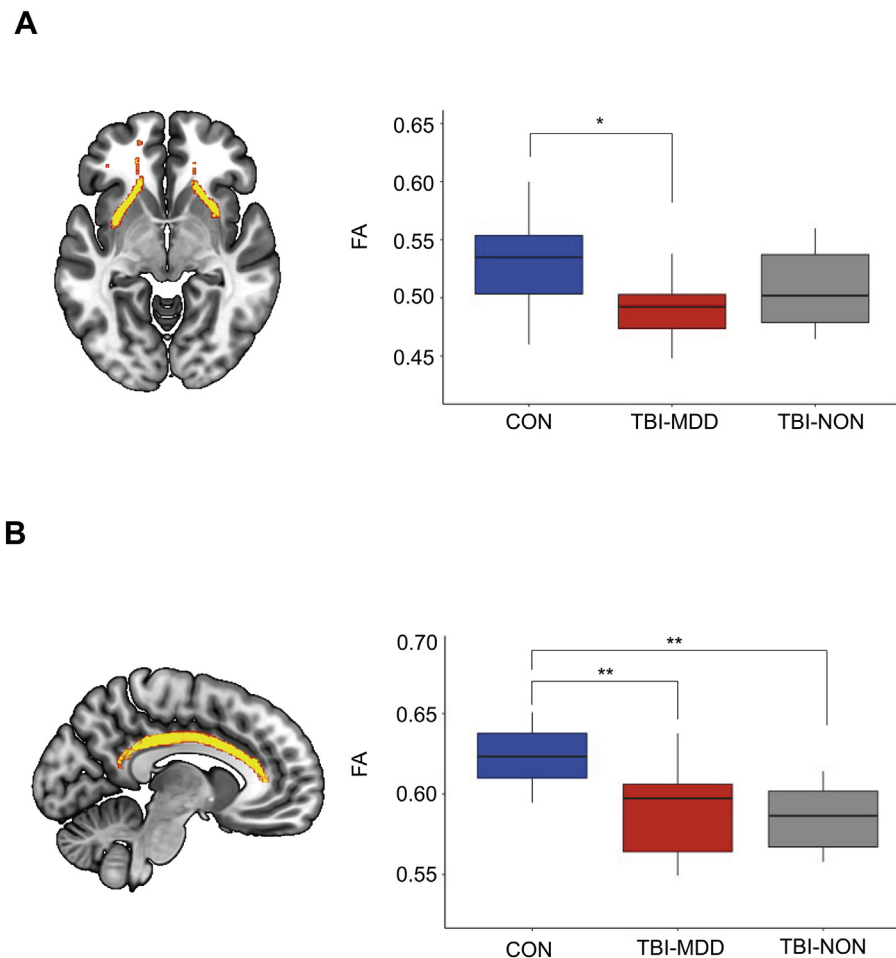 A
0.65
*
0.60
0.55
FA
0.50
0.45
CON TBI-MDD TBI-NON
B
0.70
**
**
0.65
FA
0.60
0.55
CON TBI-MDD TBI-NON